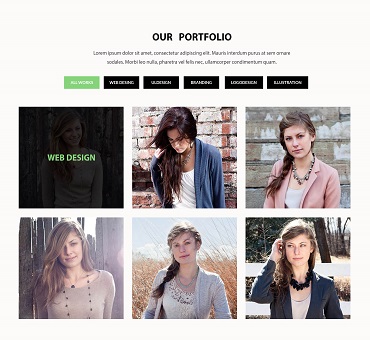 OUR PORTFOLIO
Lorem ipsum dolor sit amet, consectetur adipiscing elit. Mauris interdum purus at sem ornare
sodales. Morbi leo nulla, pharetra vel felis nec, ullamcorper condimentum quam.
ALL WORKS WEB DESING UI.DESIGN BRANDING LOGODESIGN ILLUSTRATION
WEB DESIGN